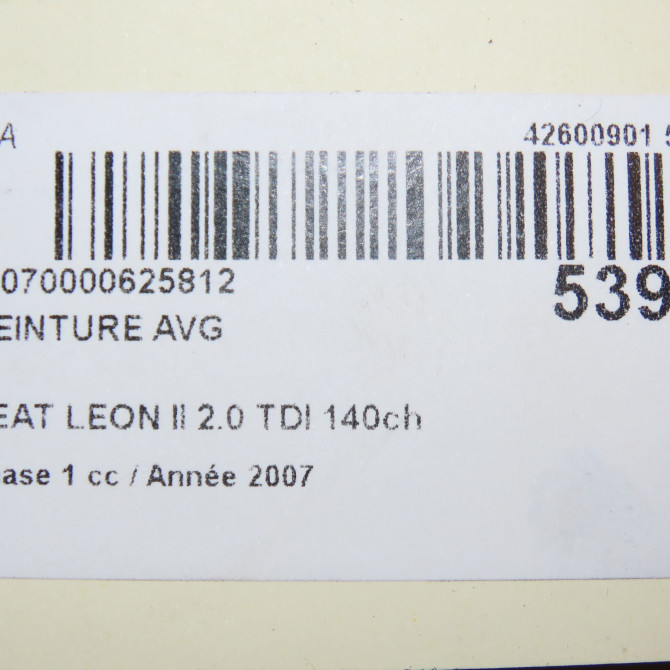 A 42600901 5
070000625812
539
EINTURE AVG
EAT LEON II 2.0 TDI 140ch
ase 1 cc / Année 2007